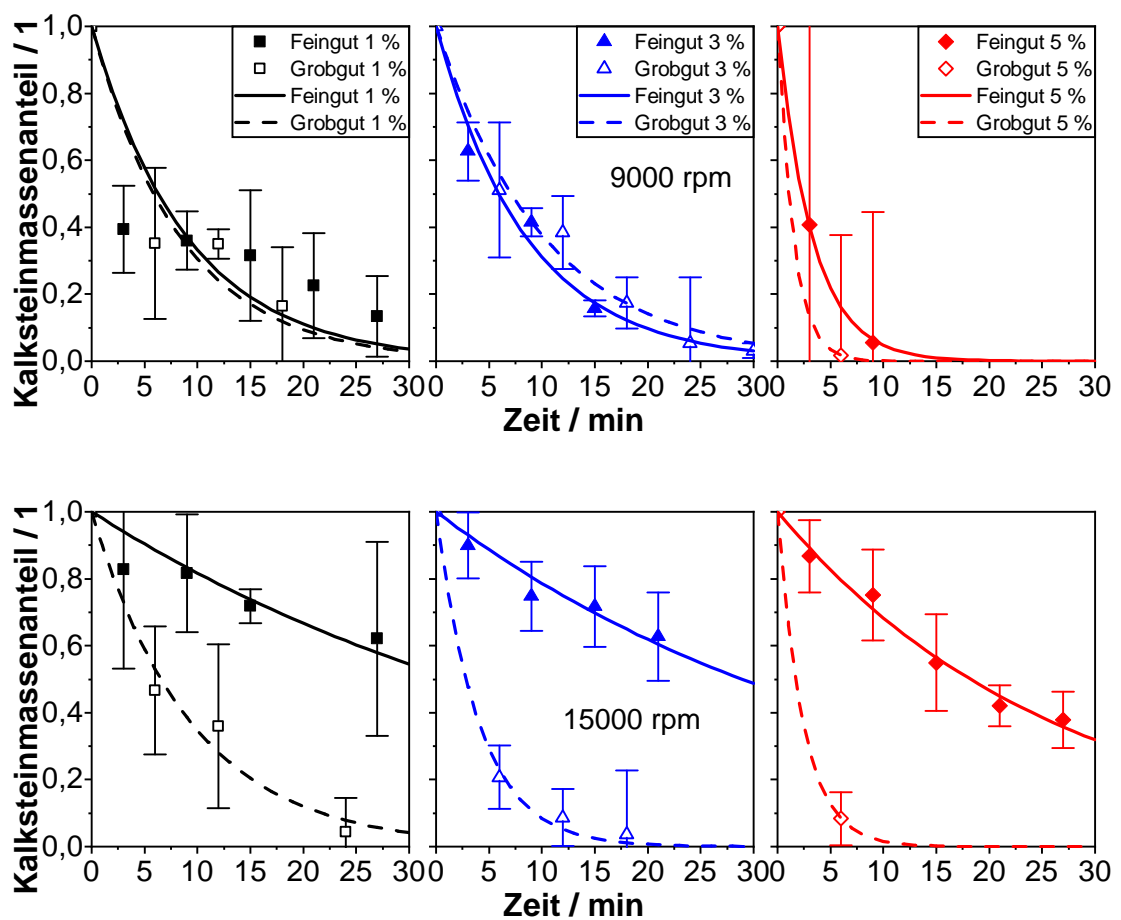 Kalksteinmassenanteil / 1
1,0
0,8
0,6
0,4
0,2
0,0
Feingut 1 %
Grobgut 1 %
Feingut 1 %
Grobgut 1 %
Feingut 3 %
Grobgut 3 %
Feingut 3 %
Grobgut 3 %
9000 rpm
Feingut 5 %
Grobgut 5 %
Feingut 5 %
Grobgut 5 %
0 5 10 15 20 25 30
0 5 10 15 20 25 30
0 5 10 15 20 25 30
Zeit / min
Kalksteinmassenanteil / 1
1,0
0,8
0,6
0,4
0,2
0,0
15000 rpm
0 5 10 15 20 25 30
0 5 10 15 20 25 30
0 5 10 15 20 25 30
Zeit / min